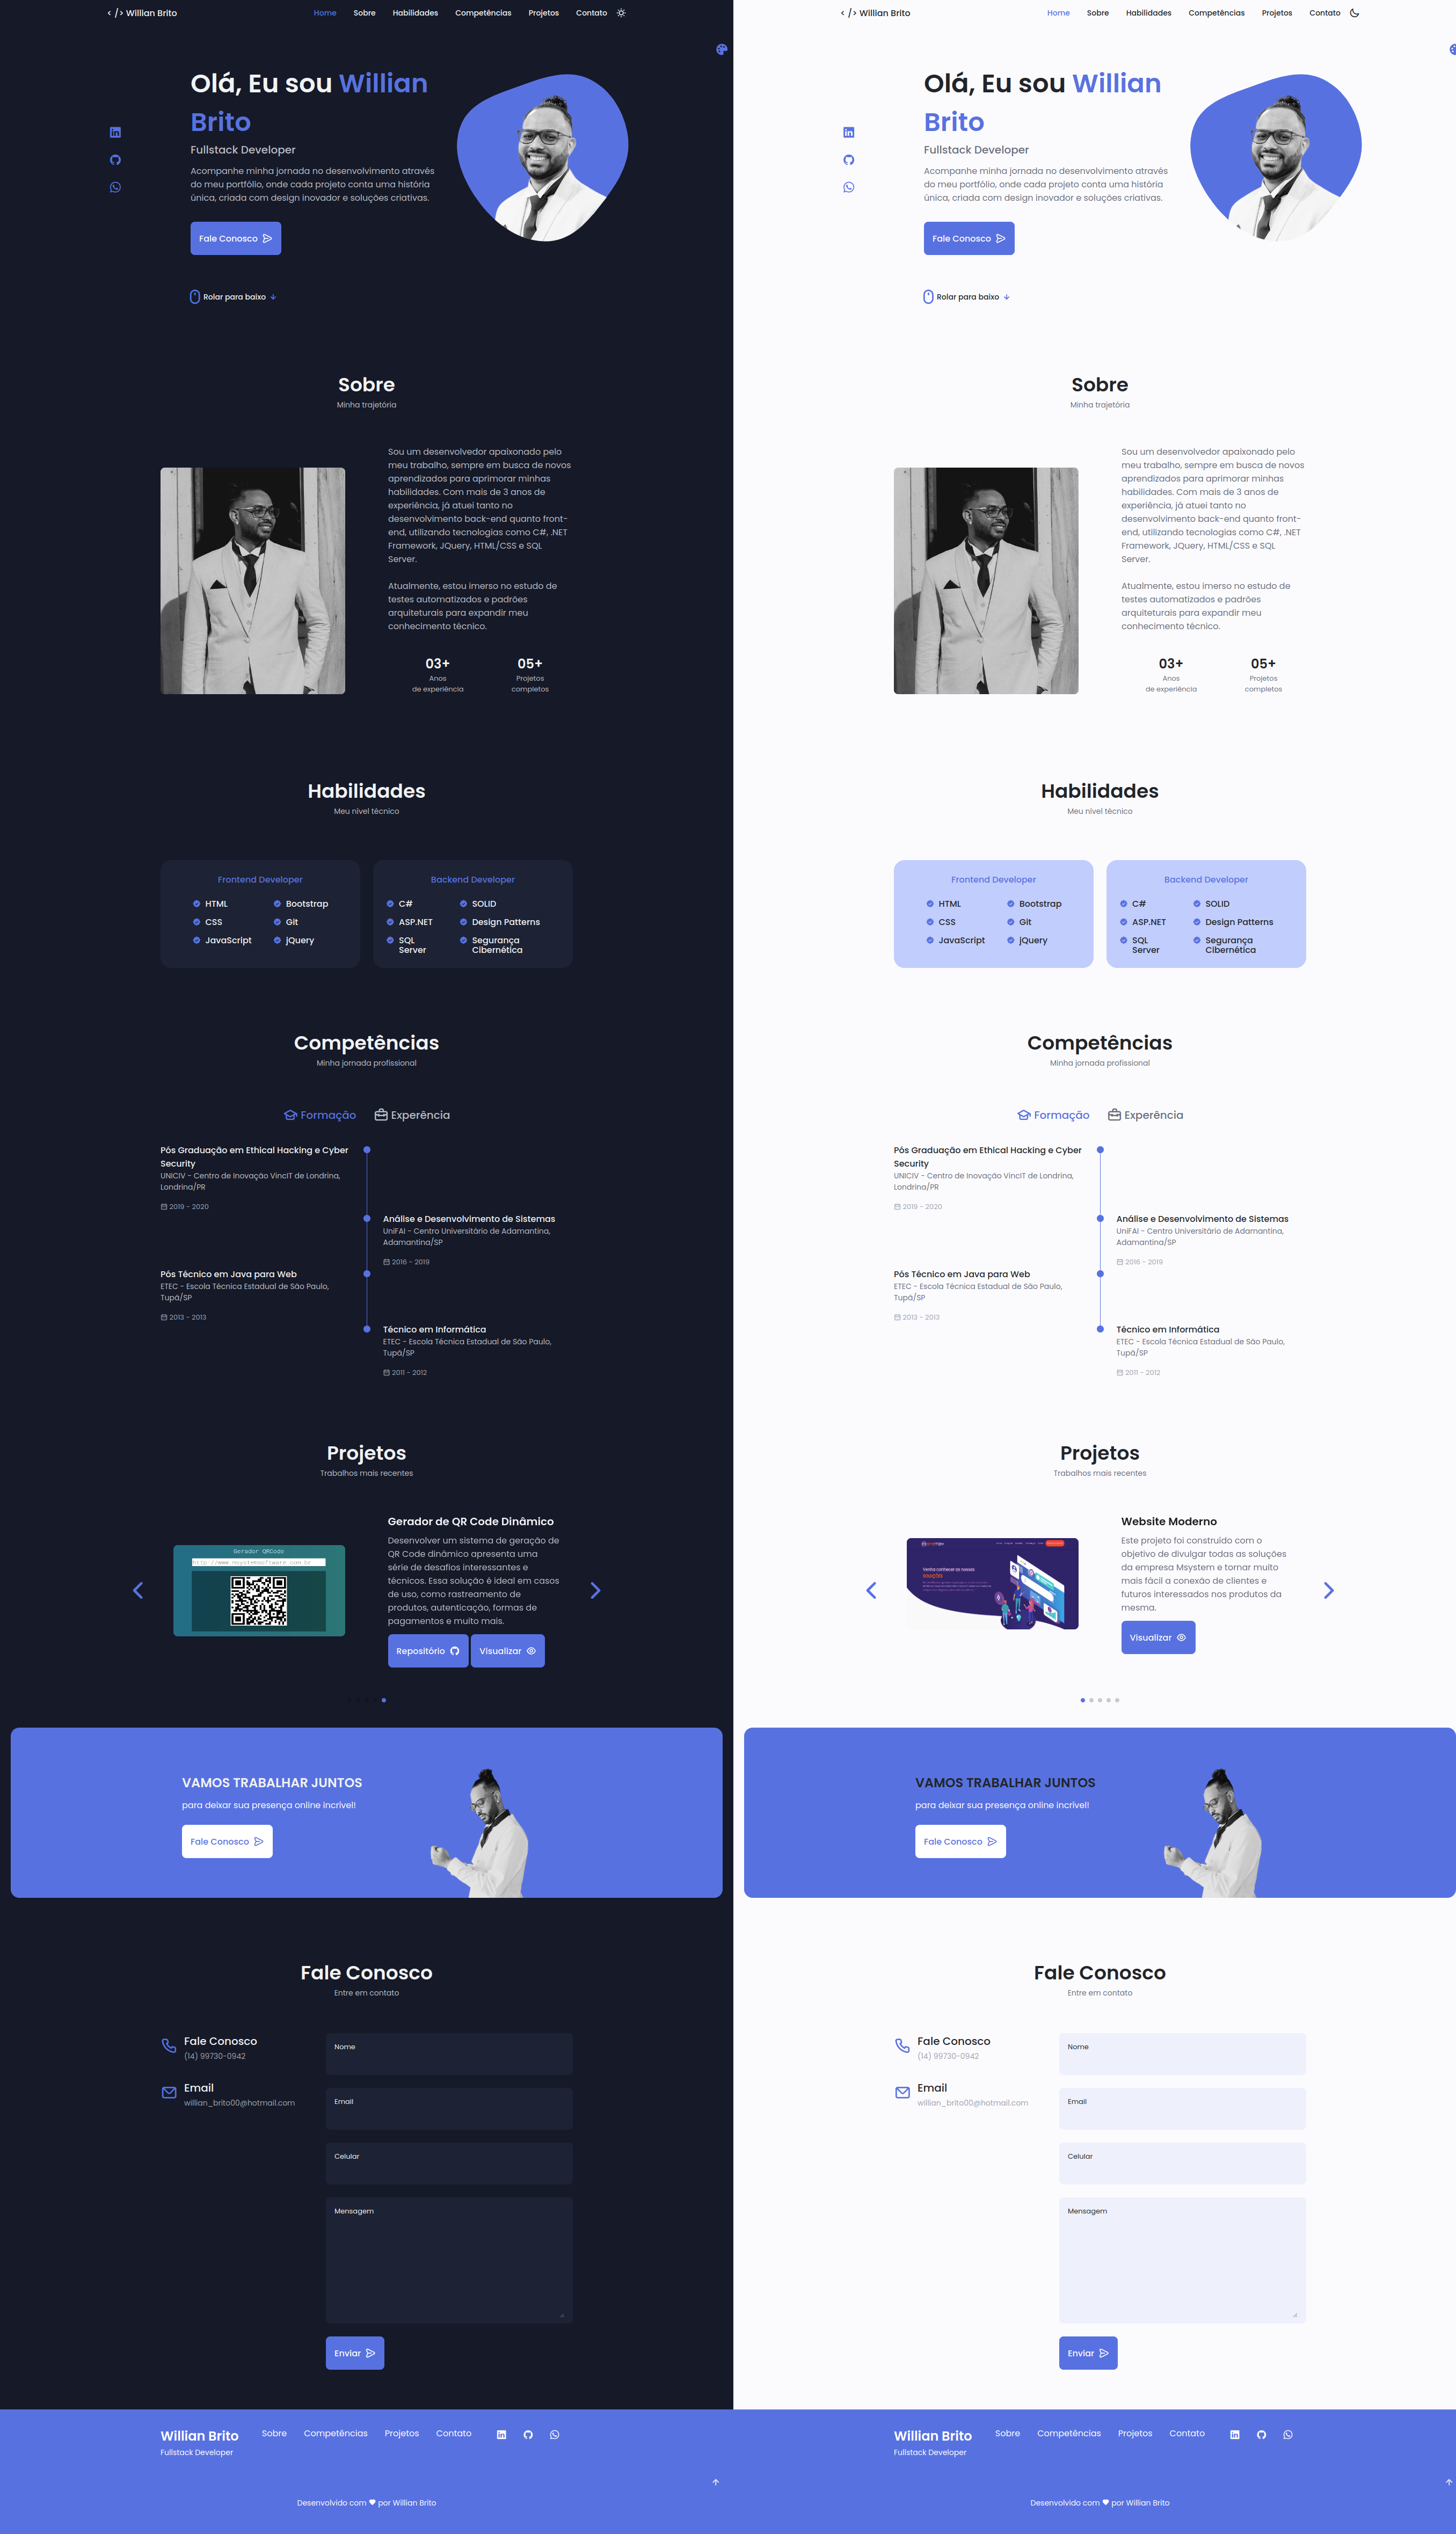 < /> Willian Brito
Home Sobre Habilidades Competências Projetos Contato
Olá, Eu sou Willian
Brito
Fullstack Developer
Acompanhe minha jornada no desenvolvimento através
do meu portfólio, onde cada projeto conta uma história
única, criada com design inovador e soluções criativas.
Fale Conosco
Rolar para baixo
Sobre
Minha trajetória
Sou um desenvolvedor apaixonado pelo
meu trabalho, sempre em busca de novos
aprendizados para aprimorar minhas
habilidades. Com mais de 3 anos de
experiência, já atuei tanto no
desenvolvimento back-end quanto front-
end, utilizando tecnologias como C#, .NET
Framework, JQuery, HTML/CSS e SQL
Server.
Atualmente, estou imerso no estudo de
testes automatizados e padrões
arquiteturais para expandir meu
conhecimento técnico.
03+ 05+
Anos Projetos
de experiência completos
Habilidades
Meu nível técnico
Frontend Developer
HTML Bootstrap
CSS Git
JavaScript jQuery
Backend Developer
C# SOLID
ASP.NET Design Patterns
SQL Segurança
Server Cibernética
Competências
Minha jornada profissional
Formação Experência
Pós Graduação em Ethical Hacking e Cyber
Security
UNICIV - Centro de Inovação VincIT de Londrina,
Londrina/PR
2019 - 2020
Análise e Desenvolvimento de Sistemas
UniFAI - Centro Universitário de Adamantina,
Adamantina/SP
2016 - 2019
Pós Técnico em Java para Web
ETEC - Escola Técnica Estadual de São Paulo,
Tupã/SP
2013 - 2013
Técnico em Informática
ETEC - Escola Técnica Estadual de São Paulo,
Tupã/SP
2011 - 2012
Projetos
Trabalhos mais recentes
Gerador QRCode
Gerador de QR Code Dinâmico
Desenvolver um sistema de geração de
QR Code dinâmico apresenta uma
série de desafios interessantes e
técnicos. Essa solução é ideal em casos
de uso, como rastreamento de
produtos, autenticação, formas de
pagamentos e muito mais.
Repositório Visualizar
VAMOS TRABALHAR JUNTOS
para deixar sua presença online incrível!
Fale Conosco
Fale Conosco
Entre em contato
Fale Conosco
(14) 99730-0942
Email
willian_brito00@hotmail.com
Nome
Email
Celular
Mensagem
Enviar
Willian Brito
Fullstack Developer
Sobre Competências Projetos Contato
Desenvolvido com por Willian Brito
< /> Willian Brito
Home Sobre Habilidades Competências Projetos Contato
Olá, Eu sou Willian
Brito
Fullstack Developer
Acompanhe minha jornada no desenvolvimento através
do meu portfólio, onde cada projeto conta uma história
única, criada com design inovador e soluções criativas.
Fale Conosco
Rolar para baixo
Sobre
Minha trajetória
Sou um desenvolvedor apaixonado pelo
meu trabalho, sempre em busca de novos
aprendizados para aprimorar minhas
habilidades. Com mais de 3 anos de
experiência, já atuei tanto no
desenvolvimento back-end quanto front-
end, utilizando tecnologias como C#, .NET
Framework, JQuery, HTML/CSS e SQL
Server.
Atualmente, estou imerso no estudo de
testes automatizados e padrões
arquiteturais para expandir meu
conhecimento técnico.
03+ 05+
Anos Projetos
de experiência completos
Habilidades
Meu nível técnico
Frontend Developer
HTML Bootstrap
CSS Git
JavaScript jQuery
Backend Developer
C# SOLID
ASP.NET Design Patterns
SQL Segurança
Server Cibernética
Competências
Minha jornada profissional
Formação Experência
Pós Graduação em Ethical Hacking e Cyber
Security
UNICIV - Centro de Inovação VincIT de Londrina,
Londrina/PR
2019 - 2020
Análise e Desenvolvimento de Sistemas
UniFAI - Centro Universitário de Adamantina,
Adamantina/SP
2016 - 2019
Pós Técnico em Java para Web
ETEC - Escola Técnica Estadual de São Paulo,
Tupã/SP
2013 - 2013
Técnico em Informática
ETEC - Escola Técnica Estadual de São Paulo,
Tupã/SP
2011 - 2012
Projetos
Trabalhos mais recentes
Venha conhecer as nossas
Website Moderno
Este projeto foi construído com o
objetivo de divulgar todas as soluções
da empresa Msystem e tornar muito
mais fácil a conexão de clientes e
futuros interessados nos produtos da
mesma.
Visualizar
VAMOS TRABALHAR JUNTOS
para deixar sua presença online incrível!
Fale Conosco
Fale Conosco
Entre em contato
Fale Conosco
(14) 99730-0942
Email
willian_brito00@hotmail.com
Nome
Email
Celular
Mensagem
Enviar
Willian Brito
Fullstack Developer
Sobre Competências Projetos Contato
Desenvolvido com por Willian Brito